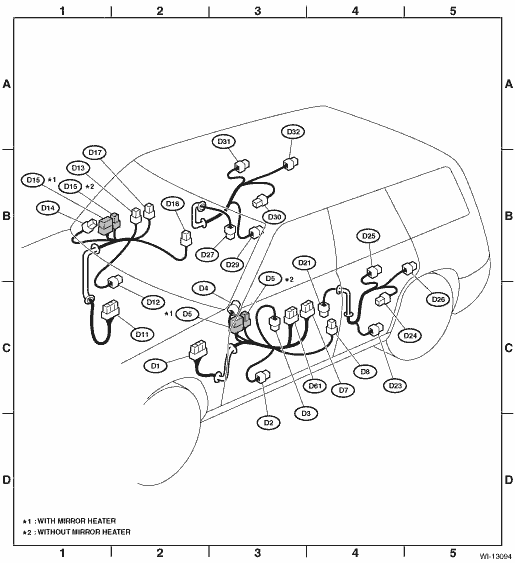 1 2 3 4 5
A A
D31 D32
D17
D13
D15 *1
D15 *2
D14
D18
B B
D30
D27
D29
D25
D21
D4
D5 *2
D12
D26
*1 D5
D11
D24
C C
D1
D61
D7
D8
D23
D3
D2
D D
*1 : WITH MIRROR HEATER
*2 : WITHOUT MIRROR HEATER
1 2 3 4 5
WI-13094